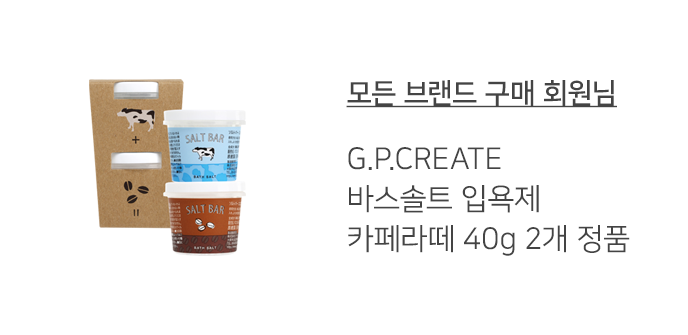 모든 브랜드 구매 회원님
G.P.CREATE
바스솔트 입욕제
카페라떼 40g 2개 정품
SALT BAR
BATH SALT
SALT BAR
BATH SALT